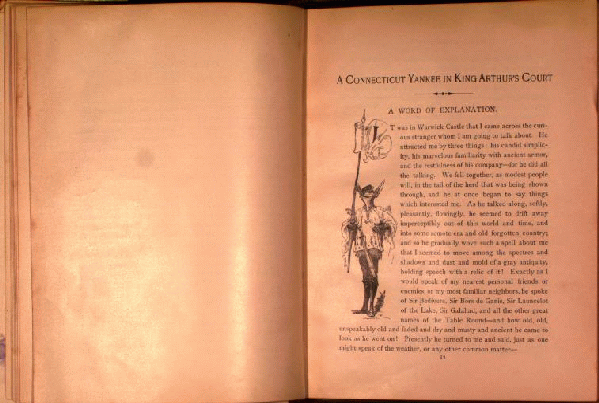 A CONNECTICUT YANKEE IN KING ARTHUR'S COURT
A WORD OF EXPLANATION.
IT was in Warwick Castle that I came across the cur-
ious stranger whom I am going to talk about. He
attracted me by three things: his candid simplic-
ity, his marvelous familiarity with ancient armor,
and the restfulness of his company—for he did all
the talking. We fell together, as modest people
will, in the tail of the herd that was being shown
through, and he at once began to say things
which interested me. As he talked along, softly,
pleasantly, flowingly, he seemed to drift away
imperceptibly out of this world and time, and
into some remote era and old forgotten country;
and so he gradually wove such a spell about me
that I seemed to move among the spectres and
shadows and dust and mold of a gray antiquity,
holding speech with a relic of it! Exactly as I
would speak of my nearest personal friends or
enemies or my most familiar neighbors, he spoke
of Sir Bedivere, Sir Bors de Ganis, Sir Launcelot
of the Lake, Sir Galahad, and all the other great
names of the Table Round—and how old, old,
unspeakably old and faded and dry and musty and ancient he came to
look as he went on! Presently he turned to me and said, just as one
might speak of the weather, or any other common matter—